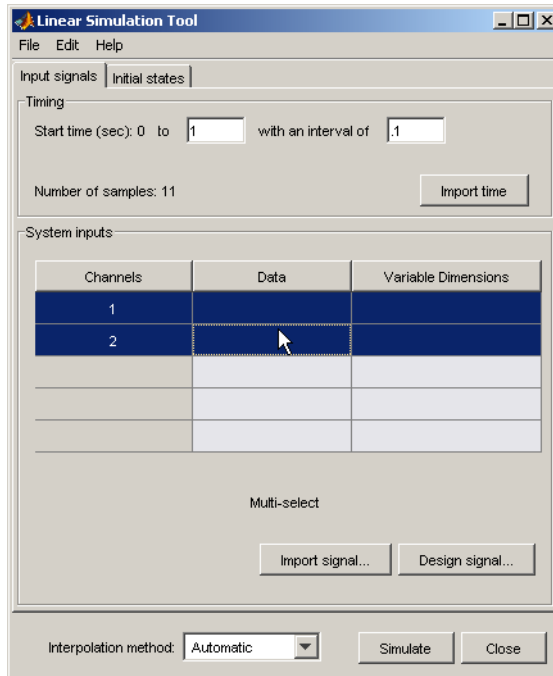 Linear Simulation Tool
File Edit Help
Input signals Initial states
Timing
Start time (sec): 0 to 1 with an interval of .1
Number of samples: 11 Import time
System inputs
Channels Data Variable Dimensions
1
2
Multi-select
Import signal... Design signal...
Interpolation method: Automatic Simulate Close